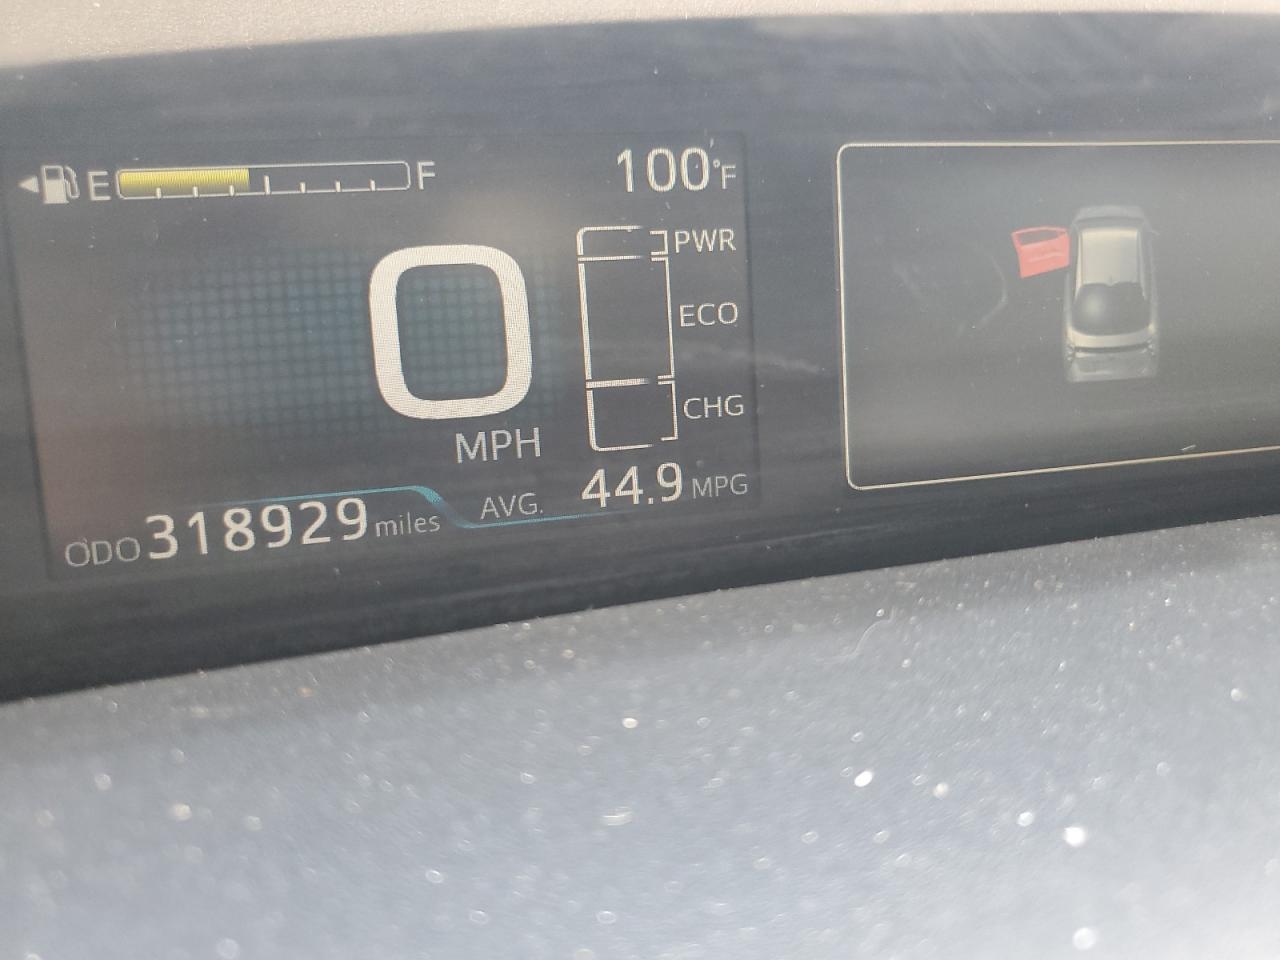 E F 100°F
PWR
0 ECO
CHG
MPH
ODO 318929 miles AVG. 44.9 MPG